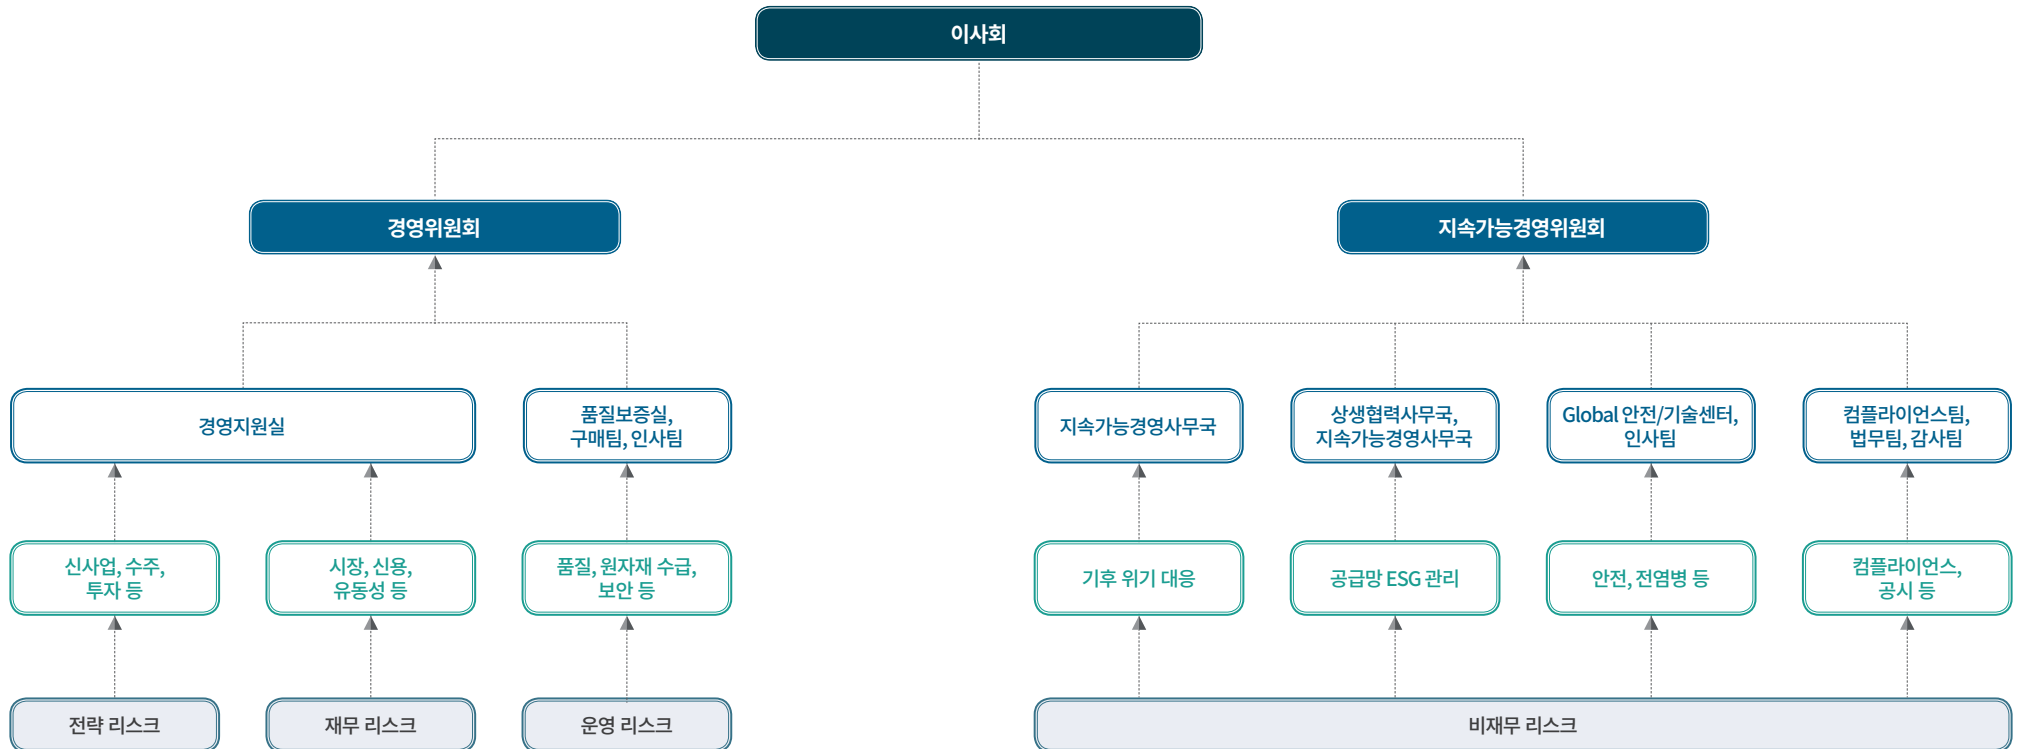 이사회
경영위원회
지속가능경영위원회
경영지원실
품질보증실,
구매팀, 인사팀
지속가능경영사무국
상생협력사무국,
지속가능경영사무국
Global 안전/기술센터,
인사팀
컴플라이언스팀,
법무팀, 감사팀
신사업, 수주,
투자 등
시장, 신용,
유동성 등
품질, 원자재 수급,
보안 등
기후 위기 대응
공급망 ESG 관리
안전, 전염병 등
컴플라이언스,
공시 등
전략 리스크
재무 리스크
운영 리스크
비재무 리스크